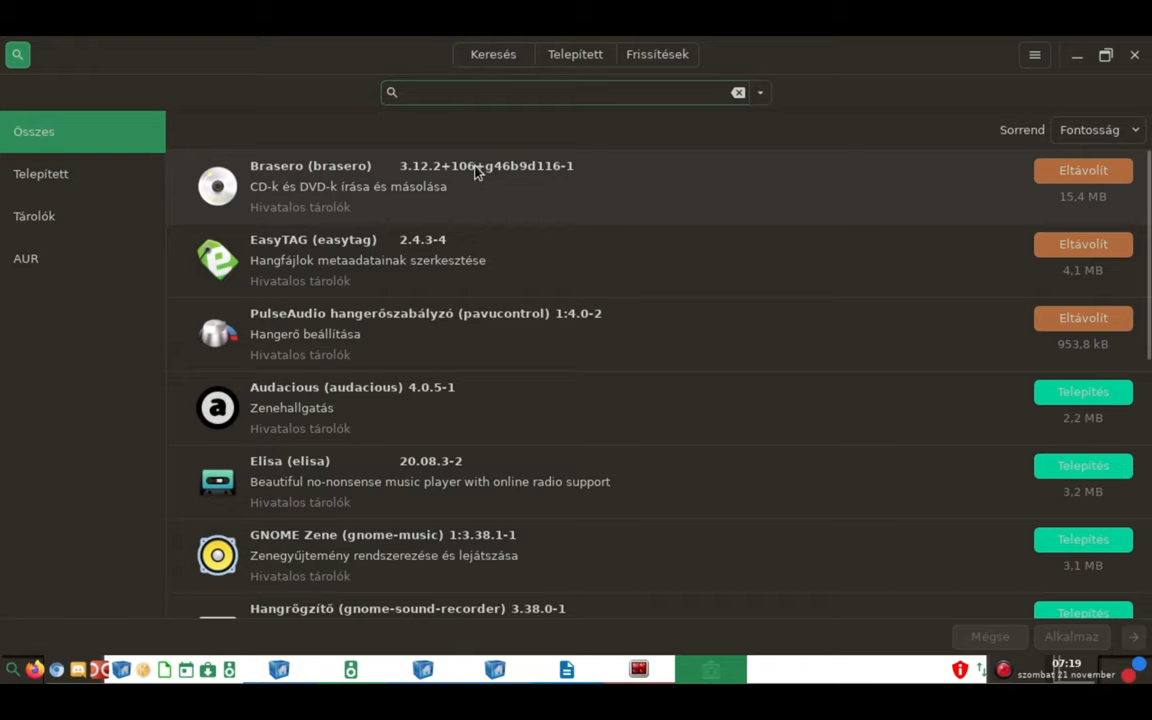 Keresés Telepített Frissítések
Sorrend Fontosság
Összes
Telepített
Tárolók
AUR
Brasero (brasero) 3.12.2+106+g46b9d116-1
CD-k és DVD-k írása és másolása
Hivatalos tárolók
Eltávolít
15,4 MB
EasyTAG (easytag) 2.4.3-4
Hangfájlok metaadatainak szerkesztése
Hivatalos tárolók
Eltávolít
4,1 MB
PulseAudio hangerőszabályzó (pavucontrol) 1:4.0-2
Hangerő beállítása
Hivatalos tárolók
Eltávolít
953,8 kB
Audacious (audacious) 4.0.5-1
Zenehallgatás
Hivatalos tárolók
Telepítés
2,2 MB
Elisa (elisa) 20.08.3-2
Beautiful no-nonsense music player with online radio support
Hivatalos tárolók
Telepítés
3,2 MB
GNOME Zene (gnome-music) 1:3.38.1-1
Zenegyűjtemény rendszerezése és lejátszása
Hivatalos tárolók
Telepítés
3,1 MB
Hangrögzítő (gnome-sound-recorder) 3.38.0-1
Telepítés
Mégse Alkalmaz
07:19
szombat 21 november